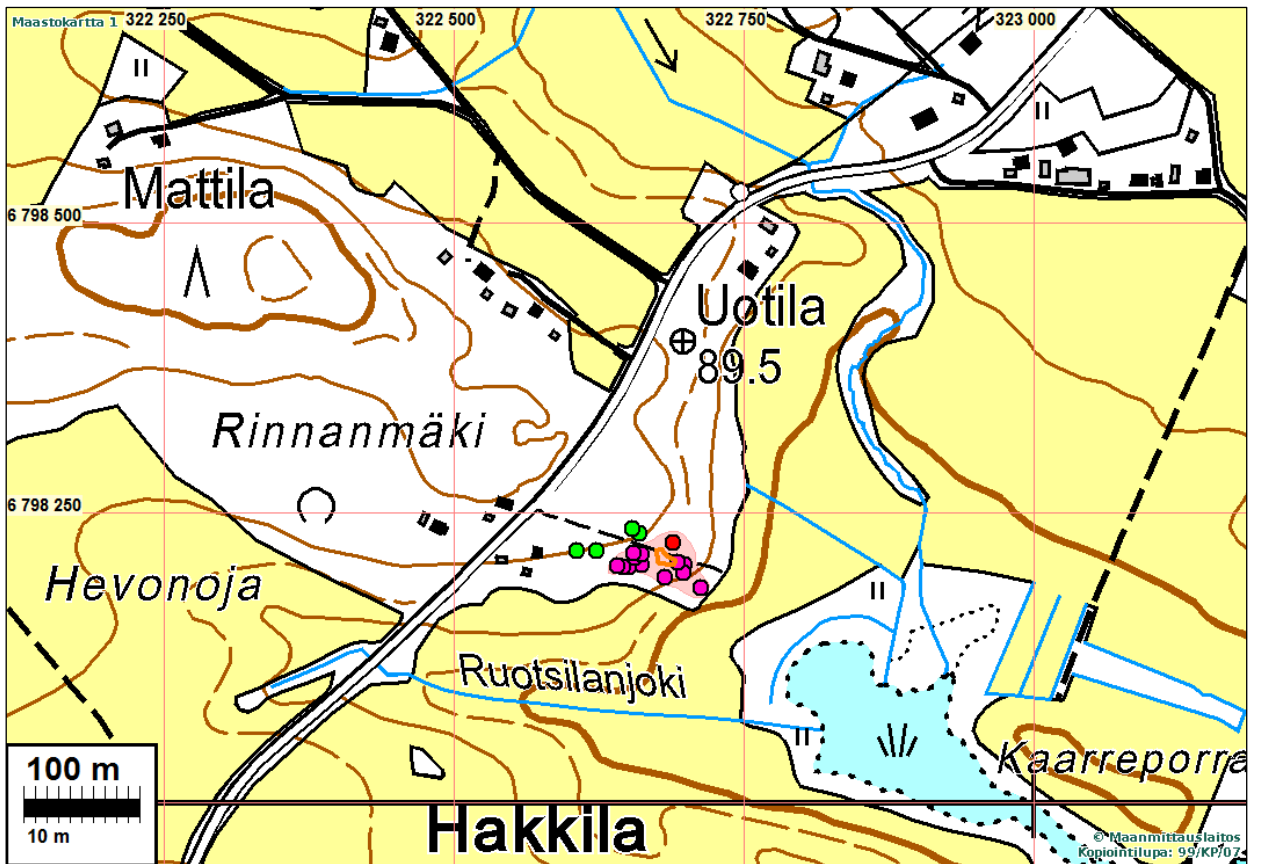 Maastokartta 1
322 250
322 500
322 750
323 000
II
II
Mattila
6 798 500
Uotila
89.5
Rinnanmäki
6 798 250
Hevonoja
II
Ruotsilanjoki
II
Kaarreporra
100 m
10 m
Hakkila
© Maanmittauslaitos
Kopiointilupa: 99/KP/07